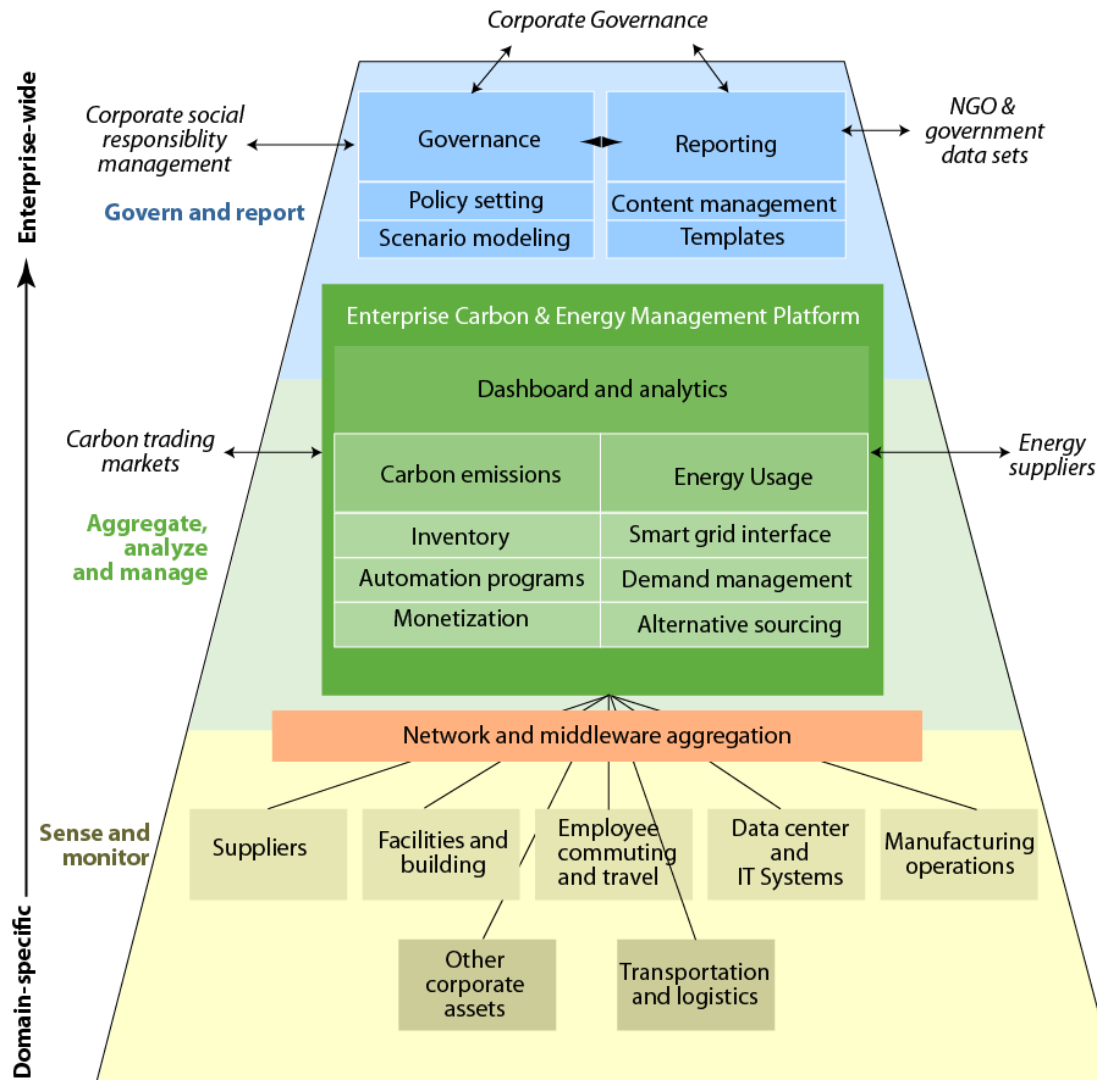 Corporate Governance
Enterprise-wide
Corporate social
responsiblity
management
Governance
Reporting
NGO &
government
data sets
Govern and report
Policy setting
Content management
Scenario modeling
Templates
Enterprise Carbon & Energy Management Platform
Dashboard and analytics
Carbon trading
markets
Carbon emissions
Energy Usage
Energy
suppliers
Aggregate,
analyze
and manage
Inventory
Smart grid interface
Automation programs
Demand management
Monetization
Alternative sourcing
Network and middleware aggregation
Sense and
monitor
Suppliers
Facilities and
building
Employee
commuting
and travel
Data center
and
IT Systems
Manufacturing
operations
Domain-specific
Other
corporate
assets
Transportation
and logistics